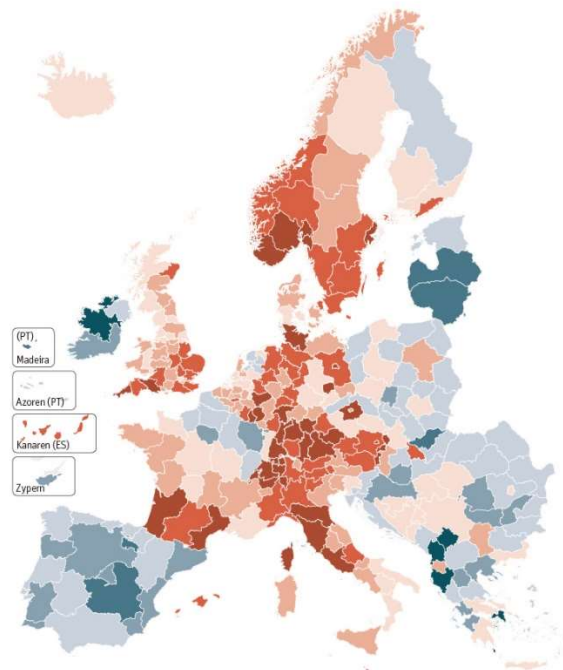 (PT) ,
Madeira
Azoren (PT)
Kanaren (ES)
Zypern